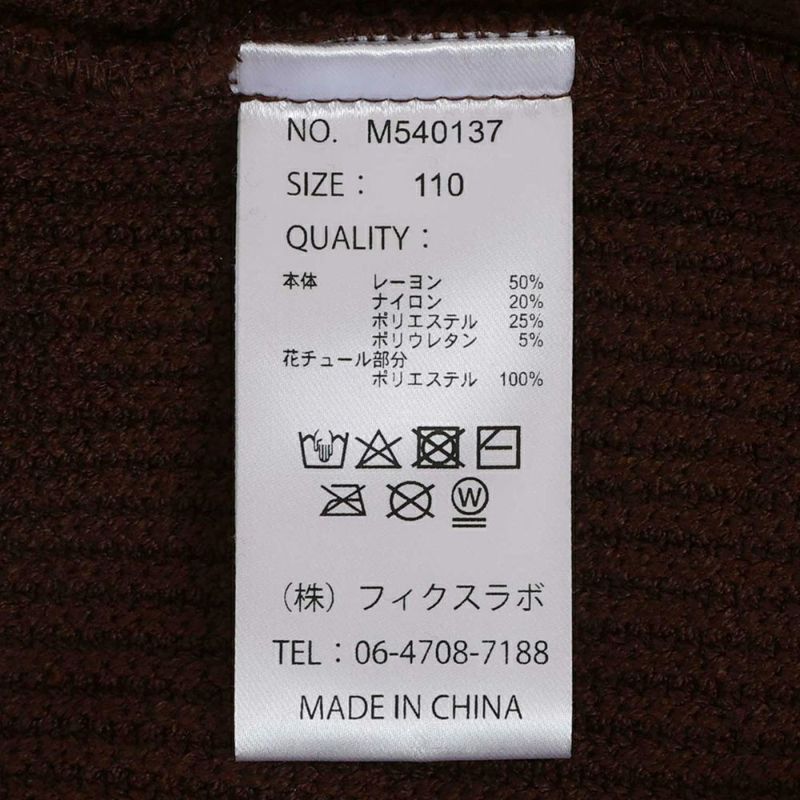 NO. M540137
SIZE : 110
QUALITY :
本体 レーヨン 50%
ナイロン 20%
ポリエステル 25%
ポリウレタン 5%
花チュール部分
ポリエステル 100%
W
(株) フィクスラボ
TEL : 06-4708-7188
MADE IN CHINA